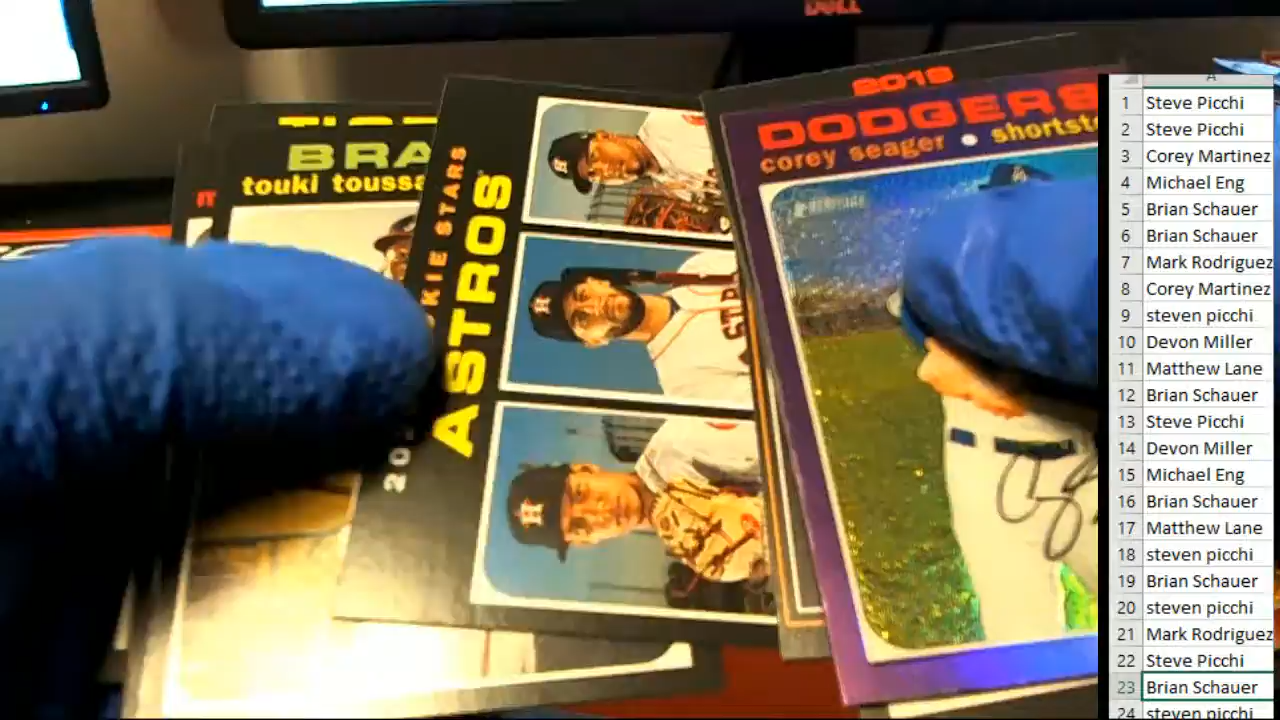 DELL
2019
DODGERS
corey seager • shortst
HERITAGE
BRA
touki touss
KIE STARS
ASTROS
20
A
1 Steve Picchi
2 Steve Picchi
3 Corey Martinez
4 Michael Eng
5 Brian Schauer
6 Brian Schauer
7 Mark Rodriguez
8 Corey Martinez
9 steven picchi
10 Devon Miller
11 Matthew Lane
12 Brian Schauer
13 Steve Picchi
14 Devon Miller
15 Michael Eng
16 Brian Schauer
17 Matthew Lane
18 steven picchi
19 Brian Schauer
20 steven picchi
21 Mark Rodriguez
22 Steve Picchi
23 Brian Schauer
24 steven picchi